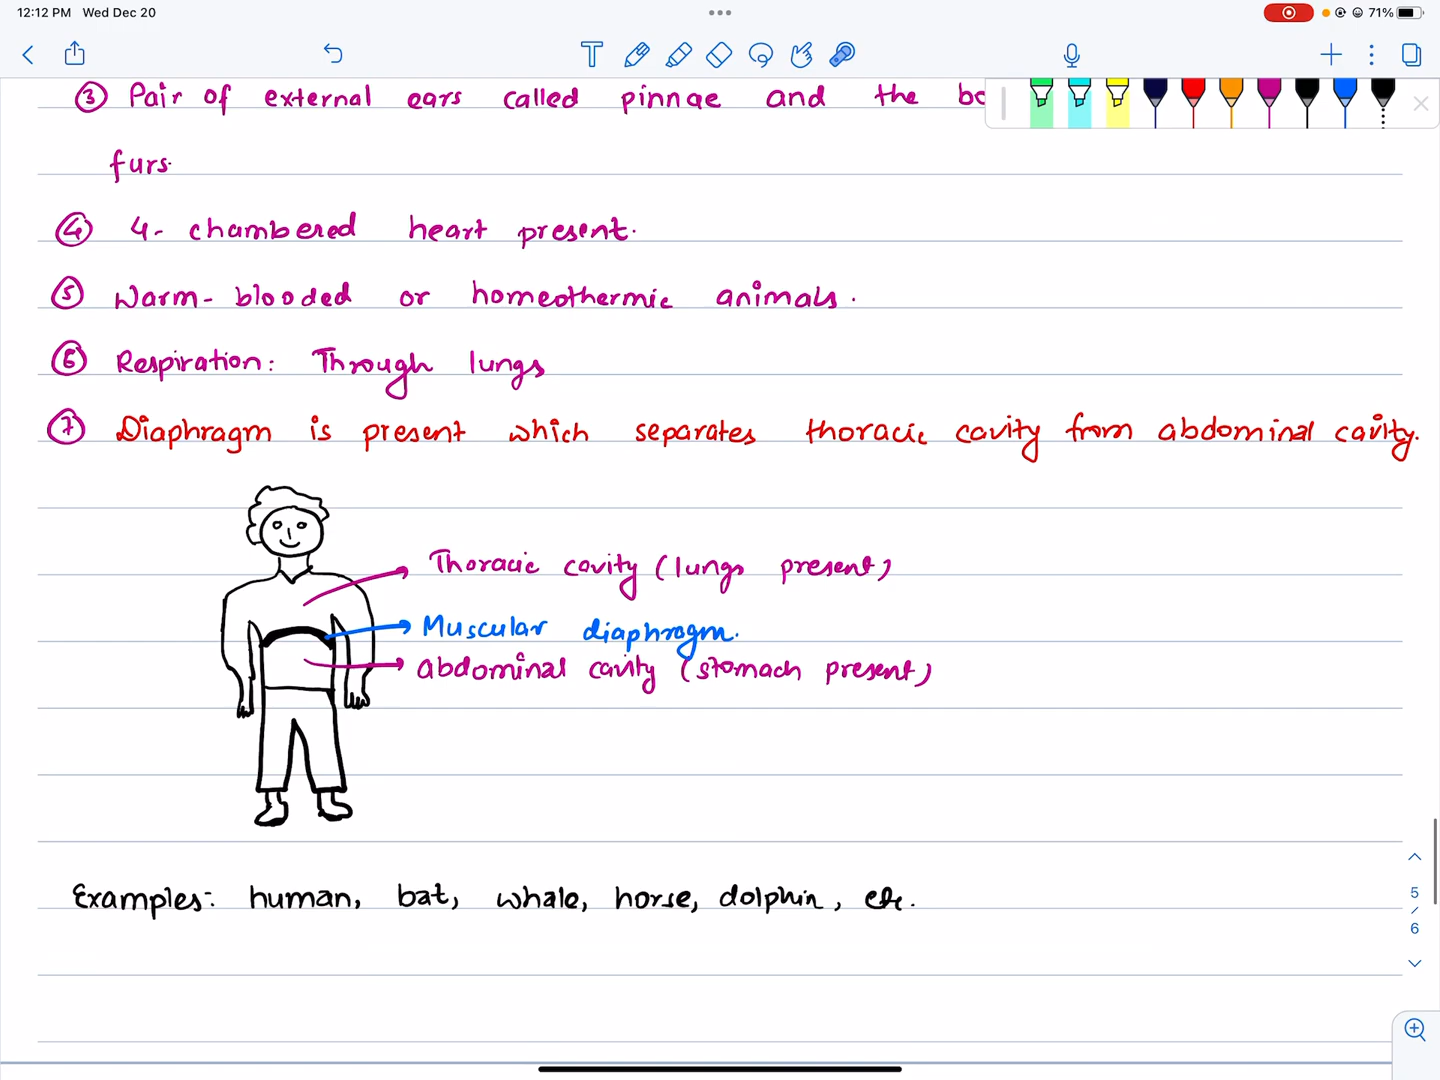 12:12 PM Wed Dec 20
71%
③ Pair of external ears called pinnae and the
furs.
④ 4- chambered heart present.
⑤ Warm-blooded or homeothermic animals.
⑥ Respiration: Through lungs
⑦ Diaphragm is present which separates thoracic cavity from abdominal cavity.
Thoracic cavity (lungs present)
Muscular diaphragm.
abdominal cavity (stomach present)
Examples: human, bat, whale, horse, dolphin, etc.
5
/
6